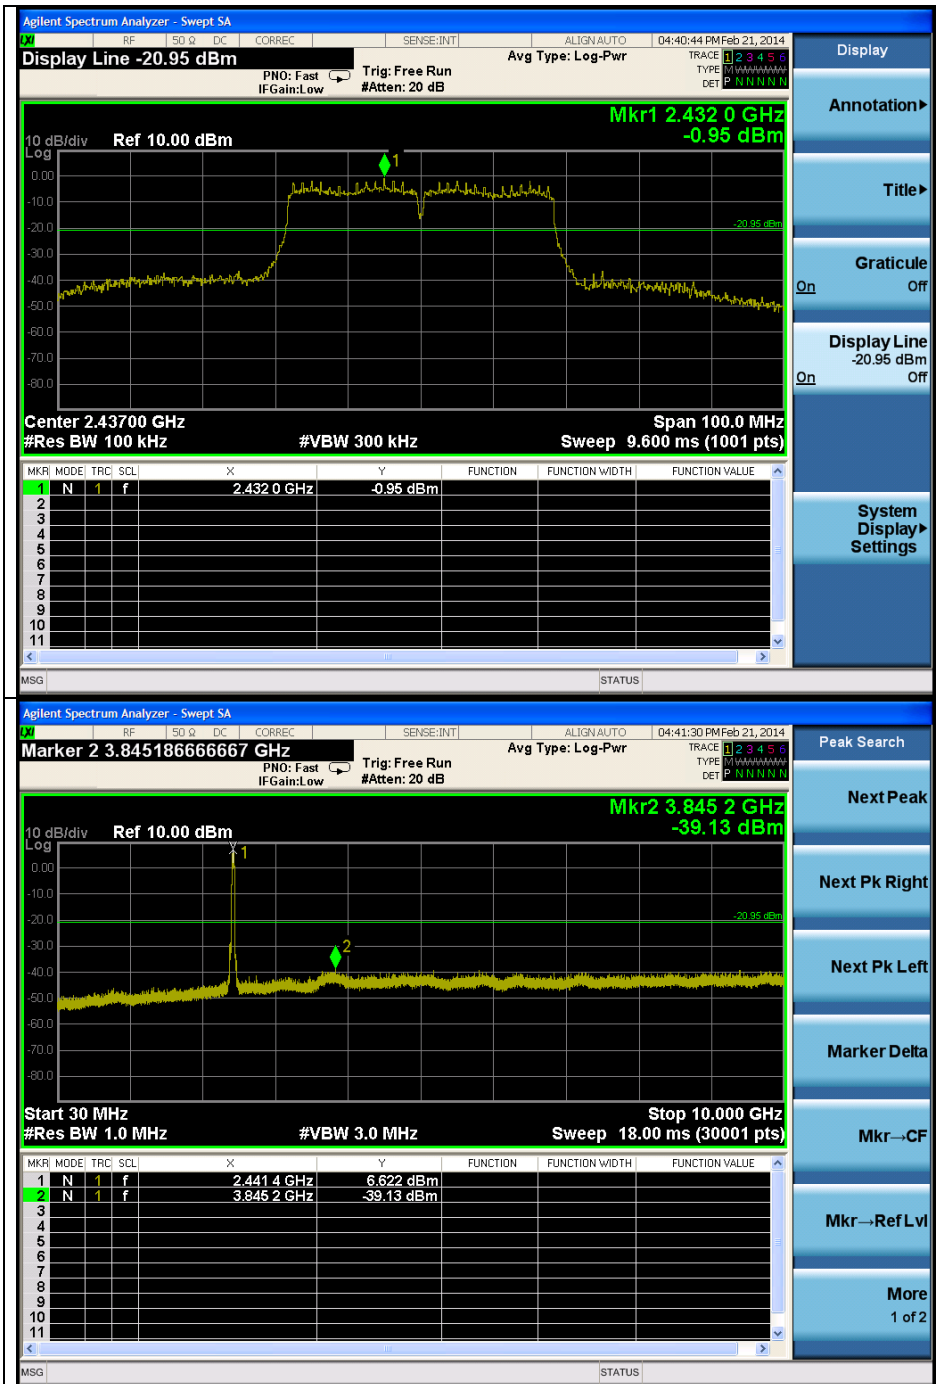 Agilent Spectrum Analyzer - Swept SA
LXI RF 50 Ω DC CORREC SENSE:INT ALIGN AUTO 04:40:44 PM Feb 21, 2014
Display Line -20.95 dBm
Avg Type: Log-Pwr
TRACE 1 2 3 4 5 6
TYPE M WWWWW
DET P N N N N N
PNO: Fast
IFGain:Low
Trig: Free Run
#Atten: 20 dB
Mkr1 2.432 0 GHz
-0.95 dBm
10 dB/div Ref 10.00 dBm
Log
1
0.00
-10.0
-20.0
-20.95 dBm
-30.0
-40.0
-50.0
-60.0
-70.0
-80.0
Center 2.43700 GHz Span 100.0 MHz
#Res BW 100 kHz #VBW 300 kHz Sweep 9.600 ms (1001 pts)
MKR MODE TRC SCL X Y FUNCTION FUNCTION WIDTH FUNCTION VALUE
1 N 1 f 2.432 0 GHz -0.95 dBm
2
3
4
5
6
7
8
9
10
11
MSG STATUS
Display
Annotation
Title
Graticule
On Off
Display Line
-20.95 dBm
On Off
System
Display
Settings
Agilent Spectrum Analyzer - Swept SA
LXI RF 50 Ω DC CORREC SENSE:INT ALIGN AUTO 04:41:30 PM Feb 21, 2014
Marker 2 3.845186666667 GHz
Avg Type: Log-Pwr
TRACE 1 2 3 4 5 6
TYPE M WWWWW
DET P N N N N N
PNO: Fast
IFGain:Low
Trig: Free Run
#Atten: 20 dB
Mkr2 3.845 2 GHz
-39.13 dBm
10 dB/div Ref 10.00 dBm
Log
1
0.00
-10.0
-20.0
-20.95 dBm
-30.0
2
-40.0
-50.0
-60.0
-70.0
-80.0
Start 30 MHz Stop 10.000 GHz
#Res BW 1.0 MHz #VBW 3.0 MHz Sweep 18.00 ms (30001 pts)
MKR MODE TRC SCL X Y FUNCTION FUNCTION WIDTH FUNCTION VALUE
1 N 1 f 2.441 4 GHz 6.622 dBm
2 N 1 f 3.845 2 GHz -39.13 dBm
3
4
5
6
7
8
9
10
11
MSG STATUS
Peak Search
Next Peak
Next Pk Right
Next Pk Left
Marker Delta
Mkr→CF
Mkr→Ref Lvl
More
1 of 2